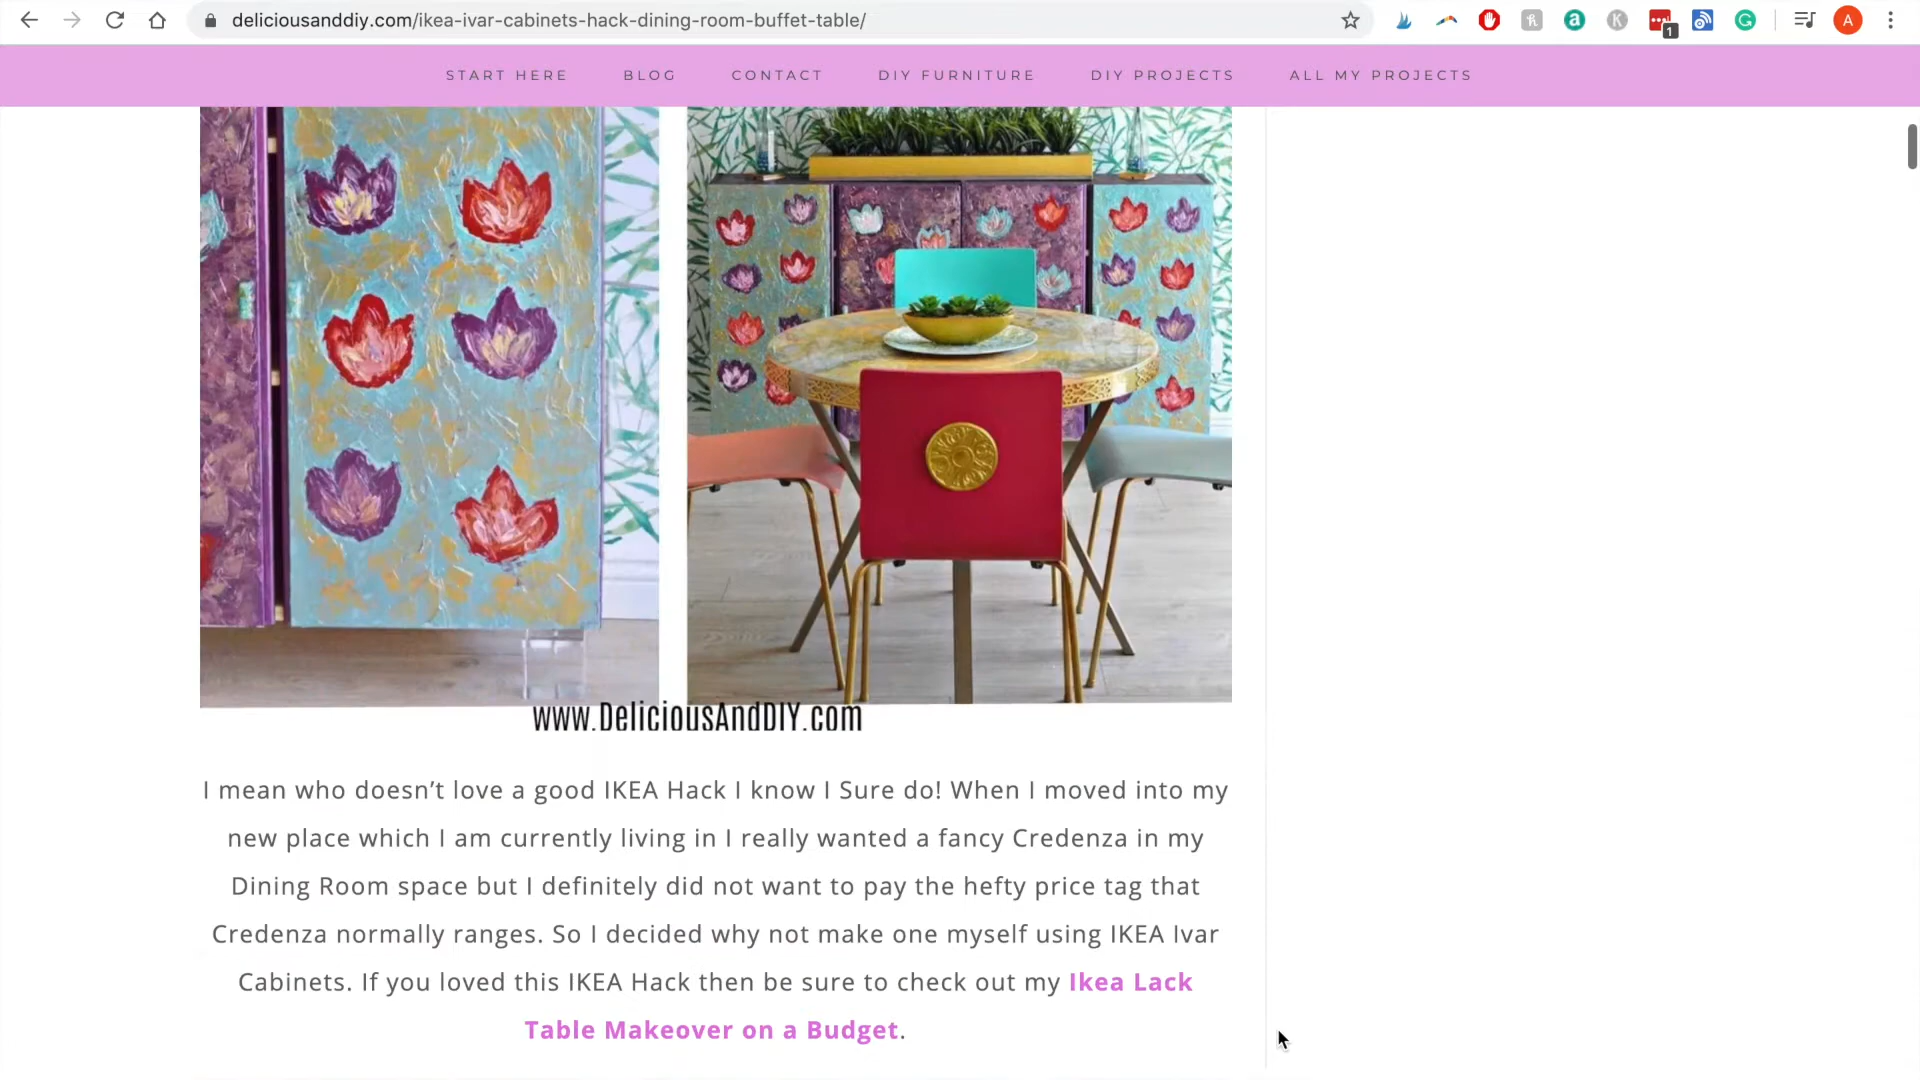 deliciousanddiy.com/ikea-ivar-cabinets-hack-dining-room-buffet-table/
1
A
START HERE BLOG CONTACT DIY FURNITURE DIY PROJECTS ALL MY PROJECTS
www.DeliciousAndDIY.com
I mean who doesn’t love a good IKEA Hack I know I Sure do! When I moved into my
new place which I am currently living in I really wanted a fancy Credenza in my
Dining Room space but I definitely did not want to pay the hefty price tag that
Credenza normally ranges. So I decided why not make one myself using IKEA Ivar
Cabinets. If you loved this IKEA Hack then be sure to check out my Ikea Lack
Table Makeover on a Budget.